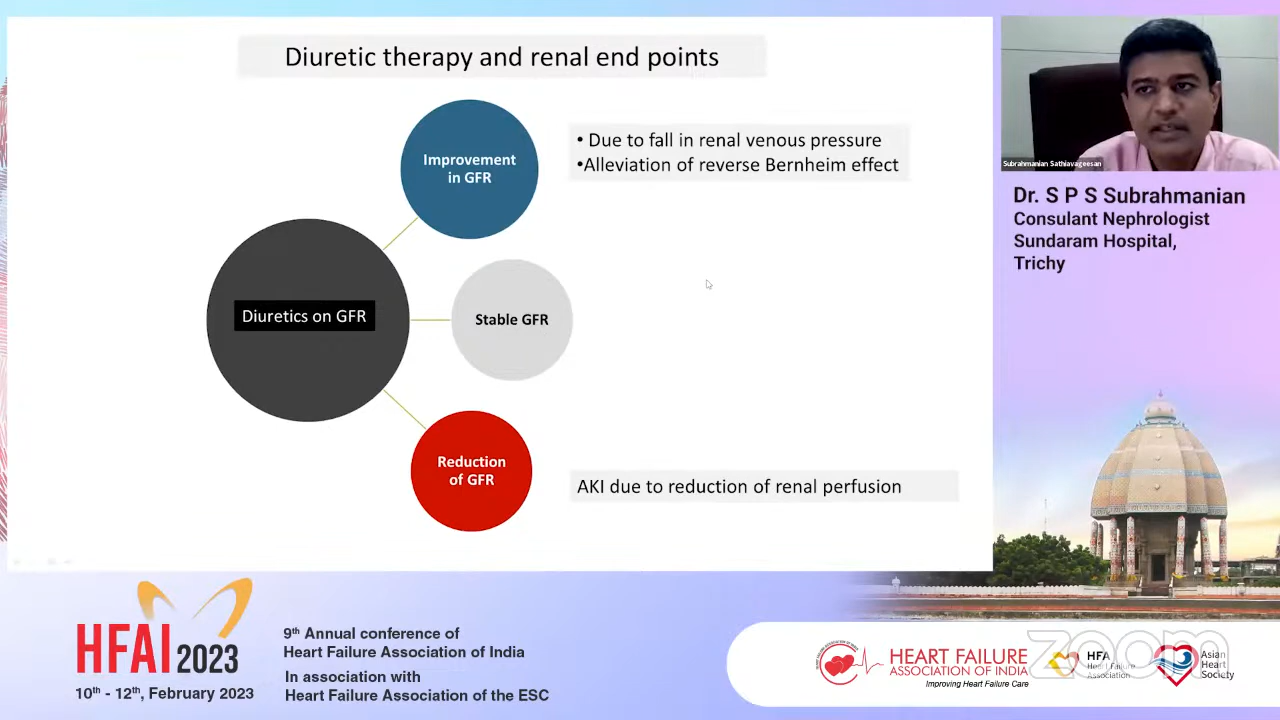 Diuretic therapy and renal end points
Improvement
in GFR
• Due to fall in renal venous pressure
•Alleviation of reverse Bernheim effect
Diuretics on GFR
Stable GFR
Reduction
of GFR
AKI due to reduction of renal perfusion
Subrahmanian Sathiavageesan
Dr. S P S Subrahmanian
Consulant Nephrologist
Sundaram Hospital,
Trichy
HFAI 2023
10th - 12th, February 2023
9th Annual conference of
Heart Failure Association of India
In association with
Heart Failure Association of the ESC
HEART FAILURE
ASSOCIATION OF INDIA
Improving Heart Failure Care
zoom
HFA
Heart Failure
Association
Asian
Heart
Society